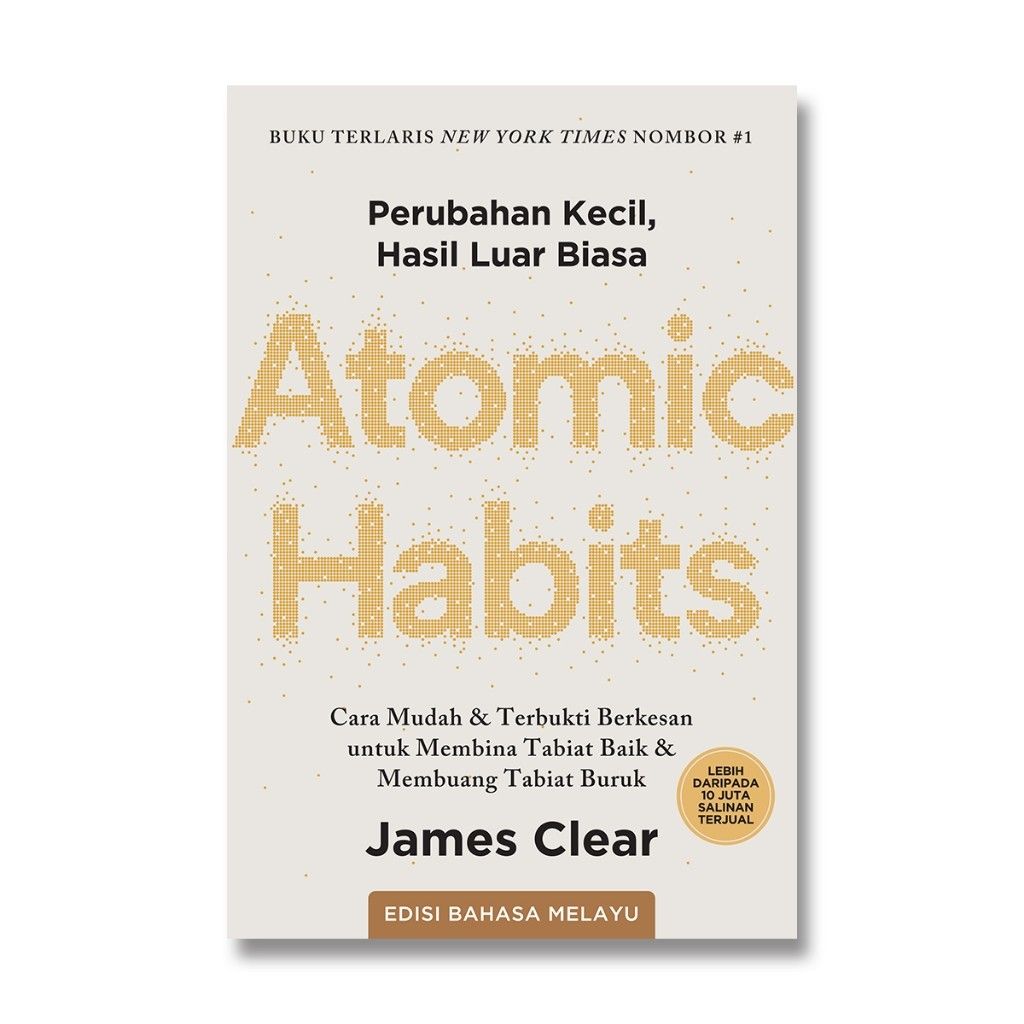 BUKU TERLARIS NEW YORK TIMES NOMBOR #1
Perubahan Kecil,
Hasil Luar Biasa
Atomic
Habits
Cara Mudah & Terbukti Berkesan
untuk Membina Tabiat Baik &
Membuang Tabiat Buruk
LEBIH
DARIPADA
10 JUTA
SALINAN
TERJUAL
James Clear
EDISI BAHASA MELAYU